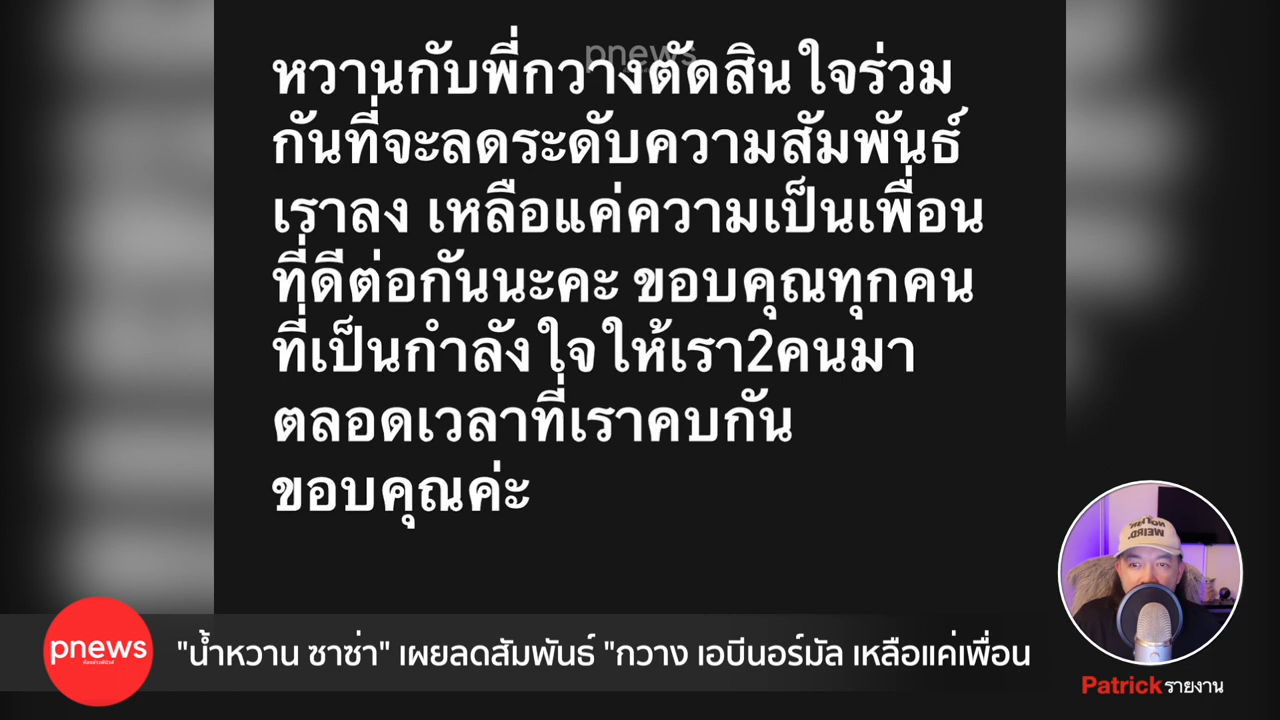 pnews
หวานกับพี่กวางตัดสินใจร่วม
กันที่จะลดระดับความสัมพันธ์
เราลง เหลือแค่ความเป็นเพื่อน
ที่ดีต่อกันนะคะ ขอบคุณทุกคน
ที่เป็นกำลังใจให้เรา2คนมา
ตลอดเวลาที่เราคบกัน
ขอบคุณค่ะ
pnews
"น้ำหวาน ซาซ่า" เผยลดสัมพันธ์ "กวาง เอบีนอร์มัล เหลือแค่เพื่อน
WEIRD.
Patrick รายงาน